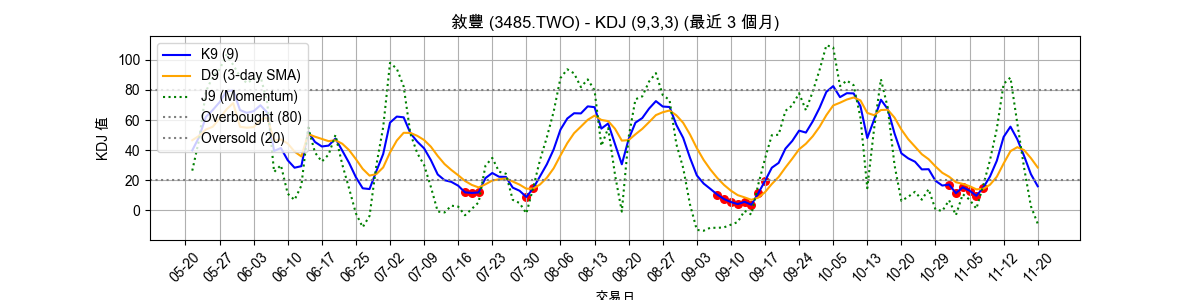 敘豐 (3485.TWO) - KDJ (9,3,3) (最近 3 個月)
KDJ 值
100
80
60
40
20
0
K9 (9)
D9 (3-day SMA)
J9 (Momentum)
Overbought (80)
Oversold (20)
05-20 05-27 06-03 06-10 06-17 06-25 07-02 07-09 07-16 07-23 07-30 08-06 08-13 08-20 08-27 09-03 09-10 09-17 09-24 10-05 10-13 10-20 10-29 11-05 11-12 11-20
交易日